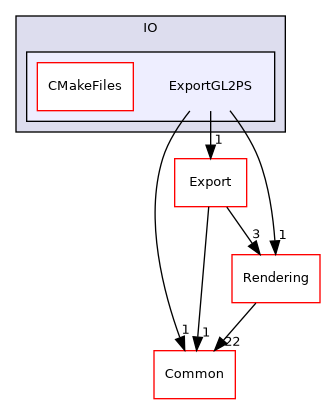 IO
CMakeFiles
ExportGL2PS
1
Export
3
1
Rendering
1
1
22
Common